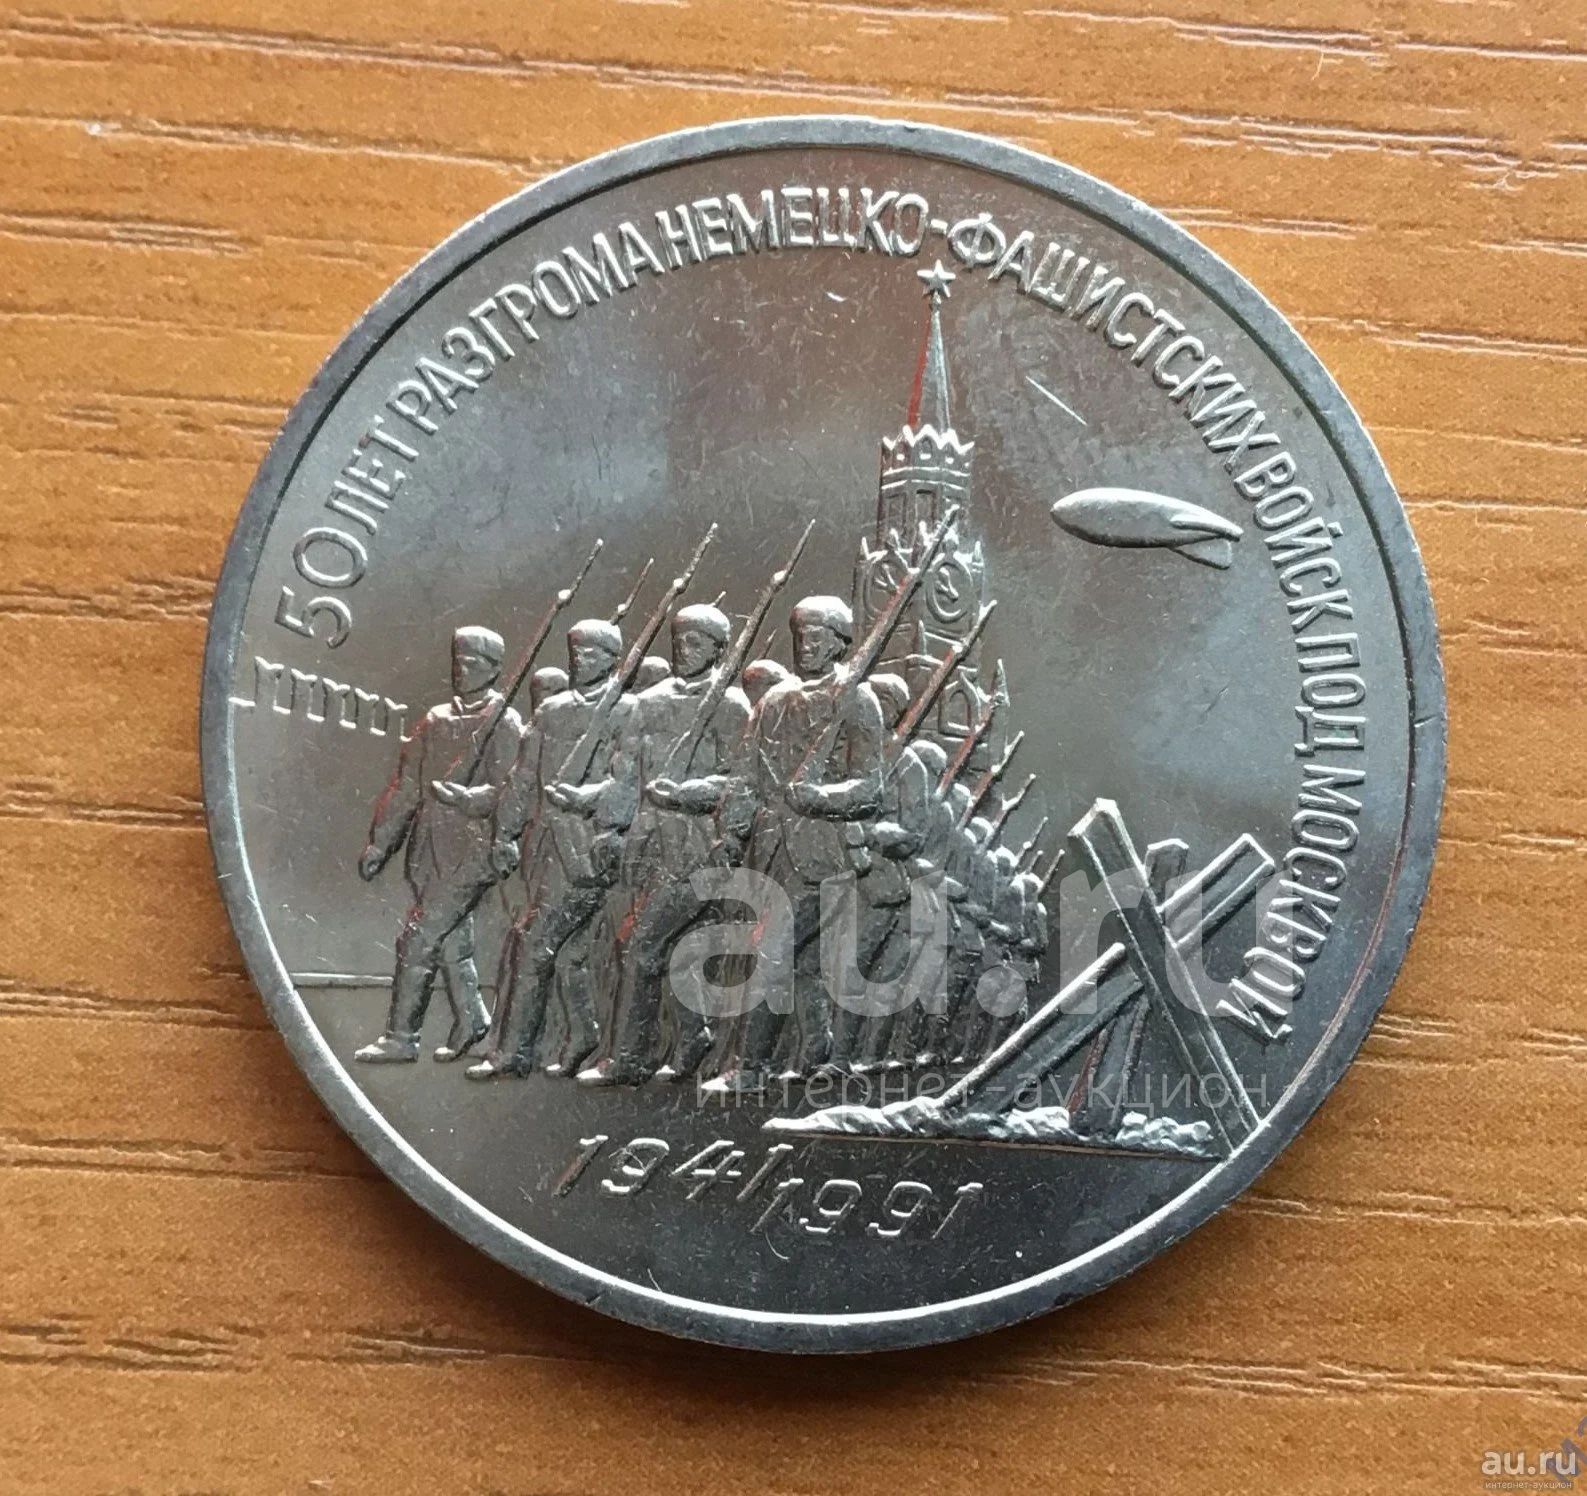 50 ЛЕТ РАЗГРОМА НЕМЕЦКО-ФАШИСТСКИХ ВОЙСК ПОД МОСКВОЙ
au.ru
интернет-аукцион
1941/1991
au.ru
интернет-аукцион